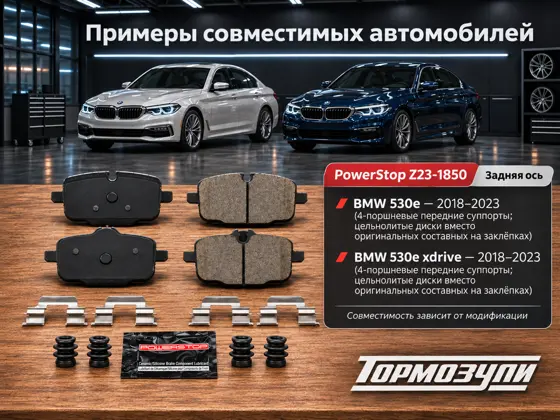 Примеры совместимых автомобилей
PowerStop Z23-1850
Задняя ось
BMW 530e — 2018–2023
(4-поршневые передние суппорты;
цельнолитые диски вместо
оригинальных составных на заклёпках)
BMW 530e xdrive — 2018–2023
(4-поршневые передние суппорты;
цельнолитые диски вместо
оригинальных составных на заклёпках)
Совместимость зависит от модификации
POWERSTOP
ТОРМОЗУЛИ